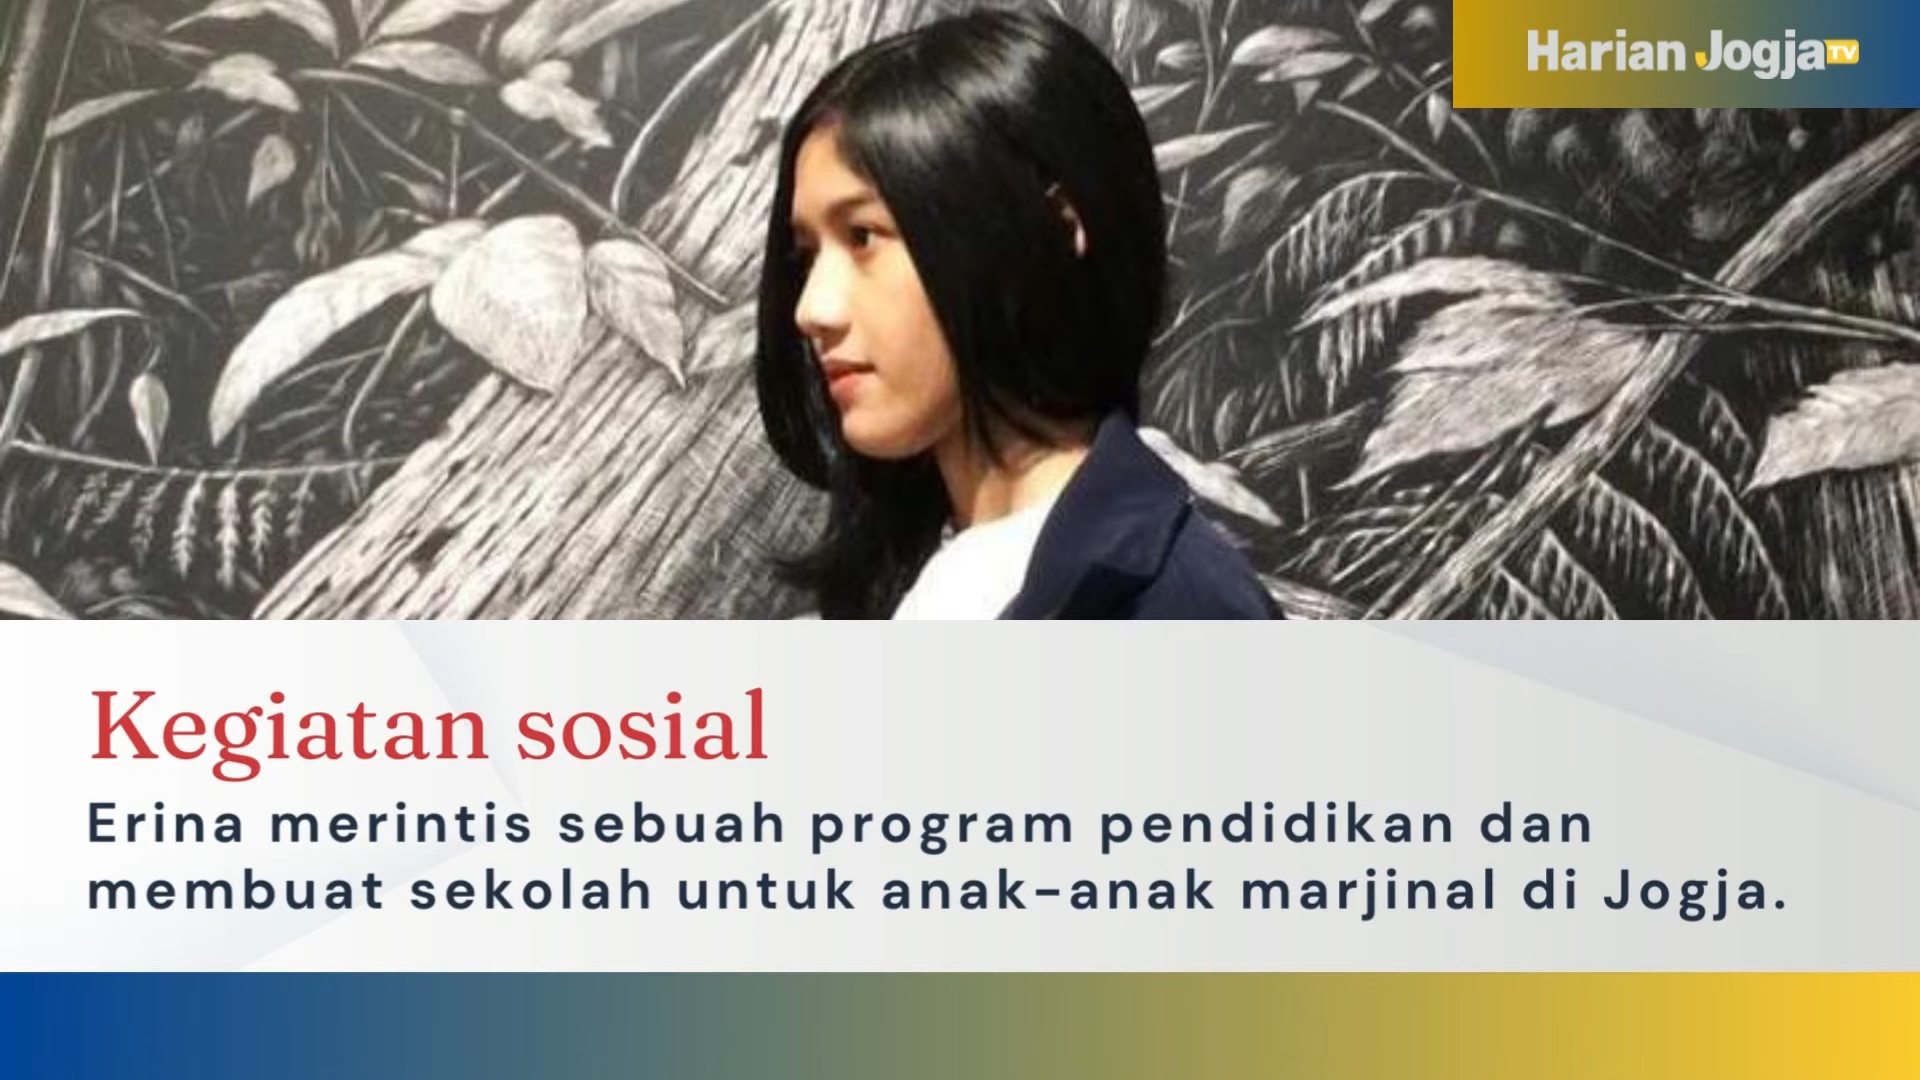 Harian Jogja TV
Kegiatan sosial
Erina merintis sebuah program pendidikan dan
membuat sekolah untuk anak-anak marjinal di Jogja.